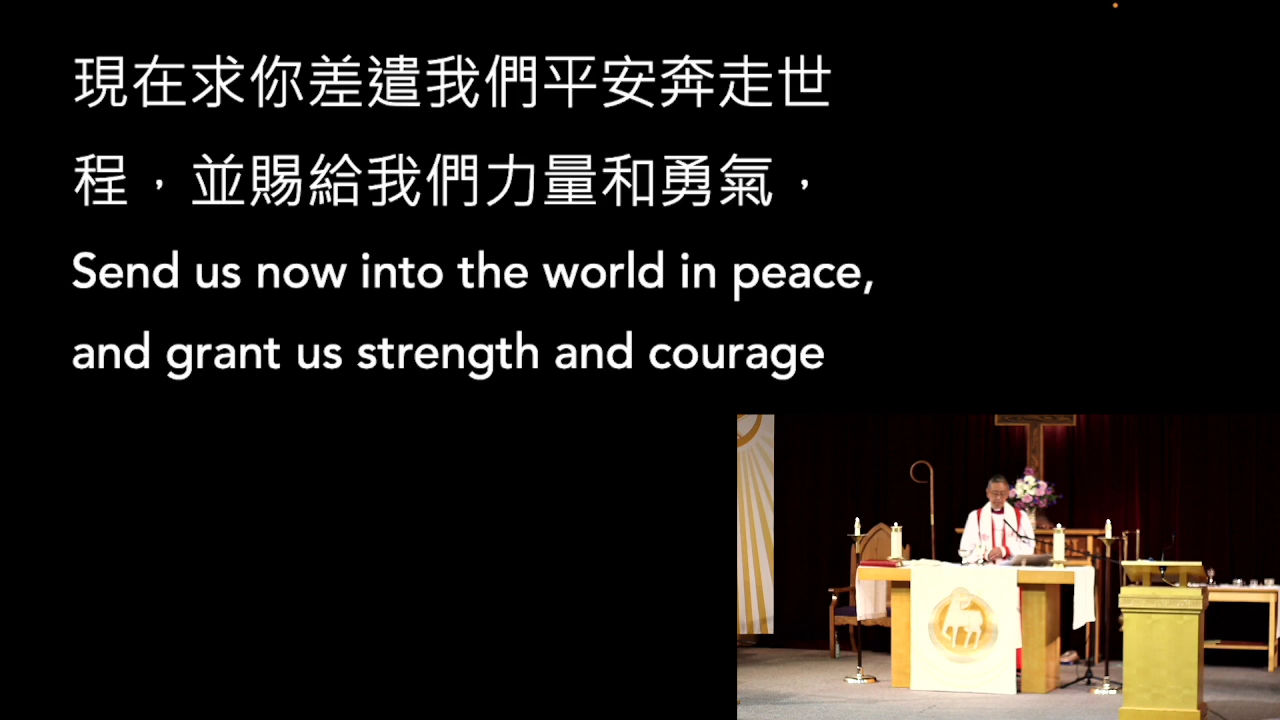 現在求你差遣我們平安奔走世
程，並賜給我們力量和勇氣，
Send us now into the world in peace,
and grant us strength and courage